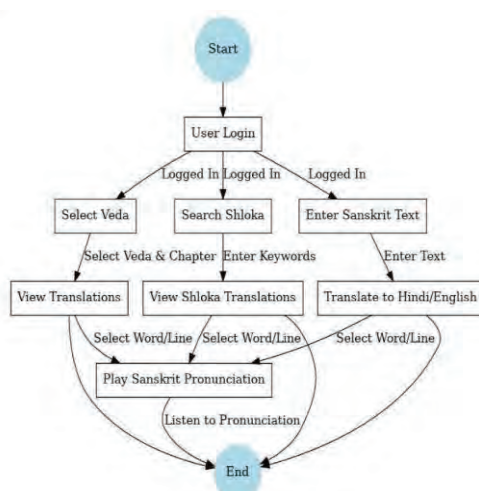 Start
User Login
Logged In Logged In Logged In
Select Veda Search Shloka Enter Sanskrit Text
Select Veda & Chapter Enter Keywords Enter Text
View Translations View Shloka Translations Translate to Hindi/English
Select Word/Line Select Word/Line Select Word/Line
Play Sanskrit Pronunciation
Listen to Pronunciation
End